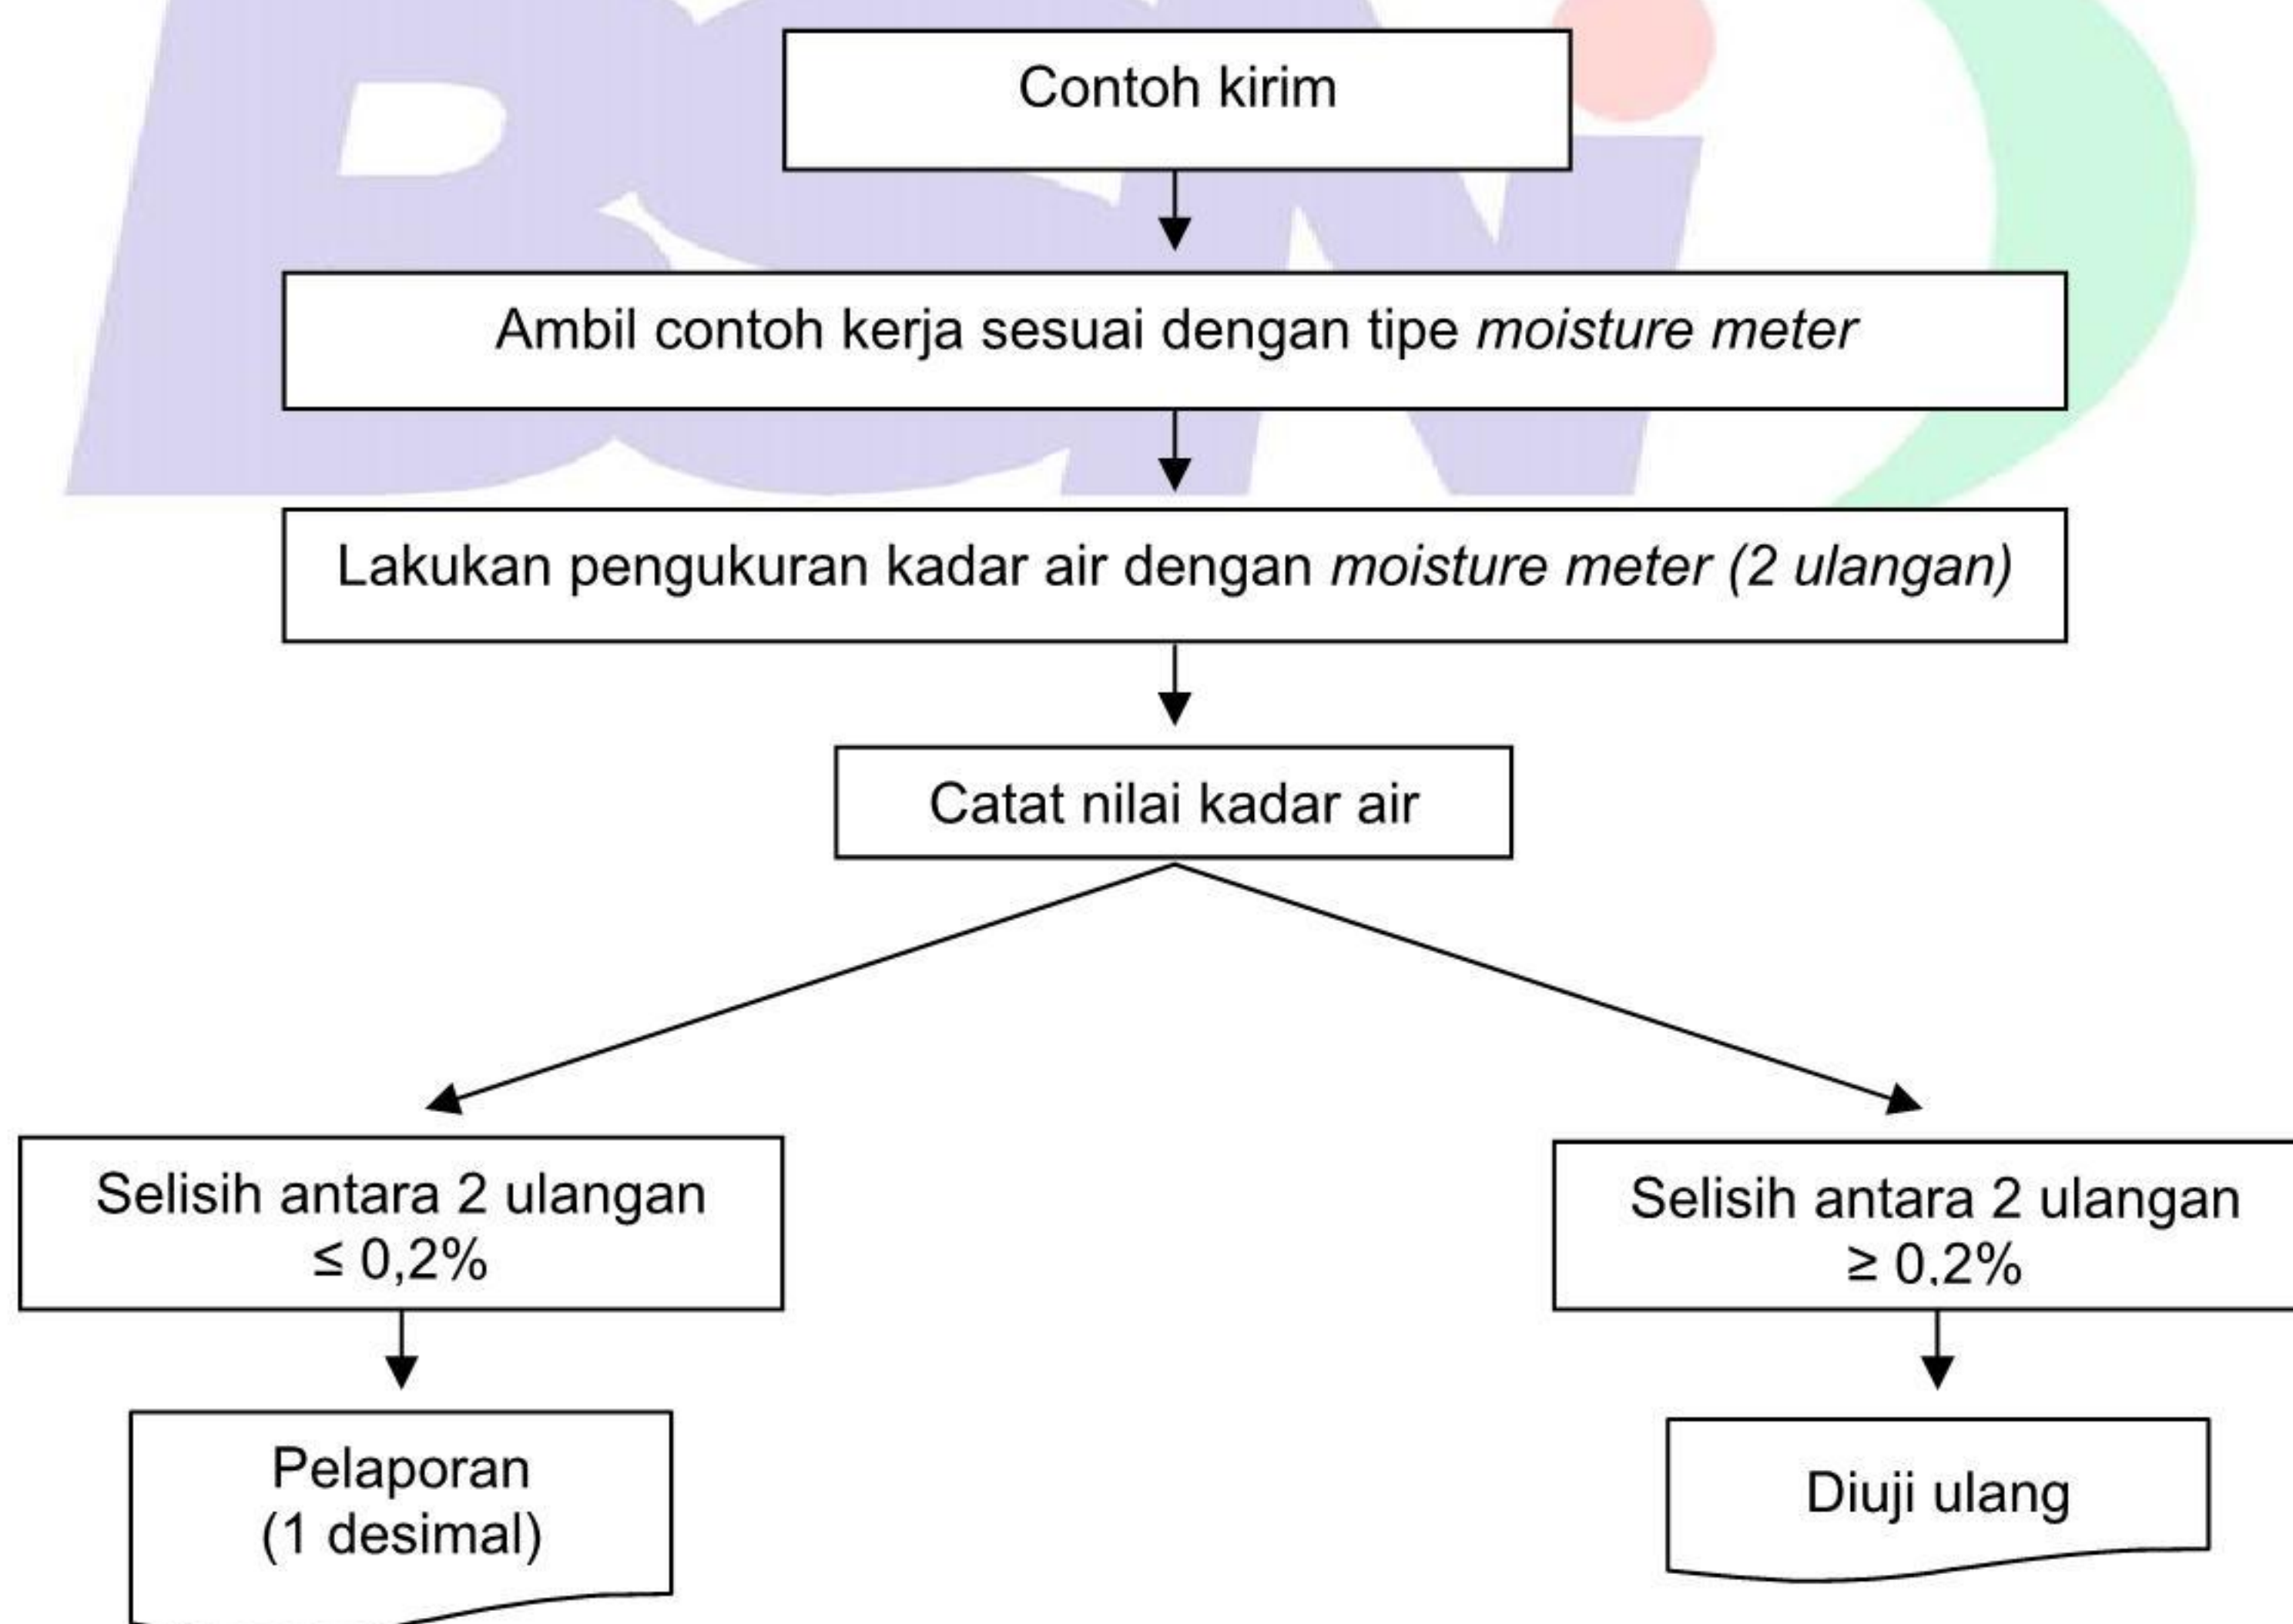 Contoh kirim
Ambil contoh kerja sesuai dengan tipe moisture meter
Lakukan pengukuran kadar air dengan moisture meter (2 ulangan)
Catat nilai kadar air
Selisih antara 2 ulangan
≤ 0,2%
Selisih antara 2 ulangan
≥ 0,2%
Pelaporan
(1 desimal)
Diuji ulang